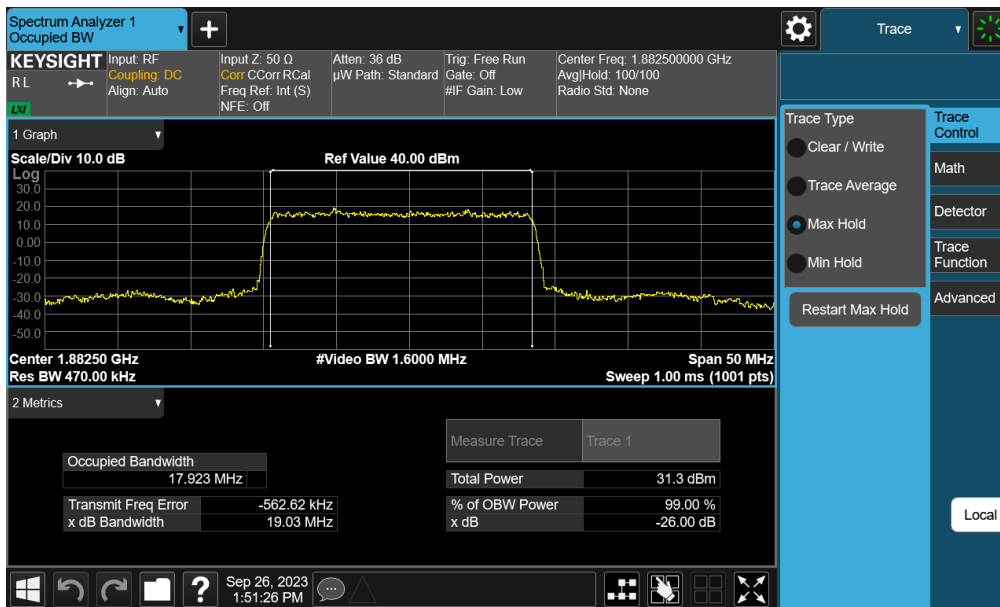 Spectrum Analyzer 1
Occupied BW
+
Trace
KEYSIGHT
R L
LXI
Input: RF
Coupling: DC
Align: Auto
Input Z: 50 Ω
Corr CCorr RCal
Freq Ref: Int (S)
NFE: Off
Atten: 36 dB
µW Path: Standard
Trig: Free Run
Gate: Off
#IF Gain: Low
Center Freq: 1.882500000 GHz
Avg|Hold: 100/100
Radio Std: None
1 Graph
Scale/Div 10.0 dB
Ref Value 40.00 dBm
Log
30.0
20.0
10.0
0.00
-10.0
-20.0
-30.0
-40.0
-50.0
Center 1.88250 GHz
#Video BW 1.6000 MHz
Span 50 MHz
Res BW 470.00 kHz
Sweep 1.00 ms (1001 pts)
2 Metrics
Measure Trace
Trace 1
Occupied Bandwidth
17.923 MHz
Total Power
31.3 dBm
Transmit Freq Error
-562.62 kHz
% of OBW Power
99.00 %
x dB Bandwidth
19.03 MHz
x dB
-26.00 dB
Trace Type
Clear / Write
Trace Average
Max Hold
Min Hold
Restart Max Hold
Trace
Control
Math
Detector
Trace
Function
Advanced
Local
?
Sep 26, 2023
1:51:26 PM